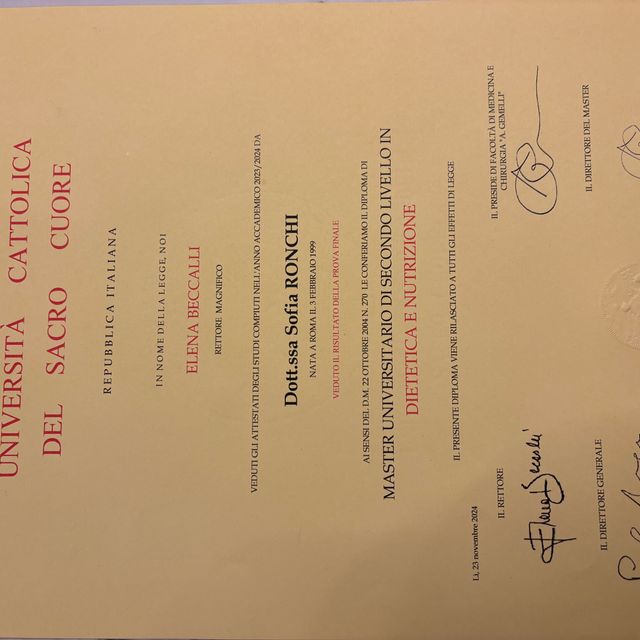 UNIVERSITÀ CATTOLICA
DEL SACRO CUORE
REPUBBLICA ITALIANA
IN NOME DELLA LEGGE, NOI
ELENA BECCALLI
RETTORE MAGNIFICO
VEDUTI GLI ATTESTATI DEGLI STUDI COMPIUTI NELL'ANNO ACCADEMICO 2023/2024 DA
Dott.ssa Sofia RONCHI
NATA A ROMA IL 3 FEBBRAIO 1999
VEDUTO IL RISULTATO DELLA PROVA FINALE
AI SENSI DEL D.M. 22 OTTOBRE 2004 N. 270 LE CONFERIAMO IL DIPLOMA DI
MASTER UNIVERSITARIO DI SECONDO LIVELLO IN
DIETETICA E NUTRIZIONE
IL PRESENTE DIPLOMA VIENE RILASCIATO A TUTTI GLI EFFETTI DI LEGGE
Lì, 23 novembre 2024
IL RETTORE
IL PRESIDE DI FACOLTÀ DI MEDICINA E
CHIRURGIA "A. GEMELLI"
IL DIRETTORE GENERALE
IL DIRETTORE DEL MASTER